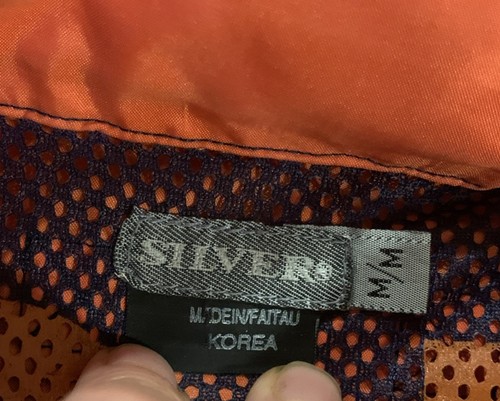 SILVER.
M/M
M.DEIN/FAITAU
KOREA